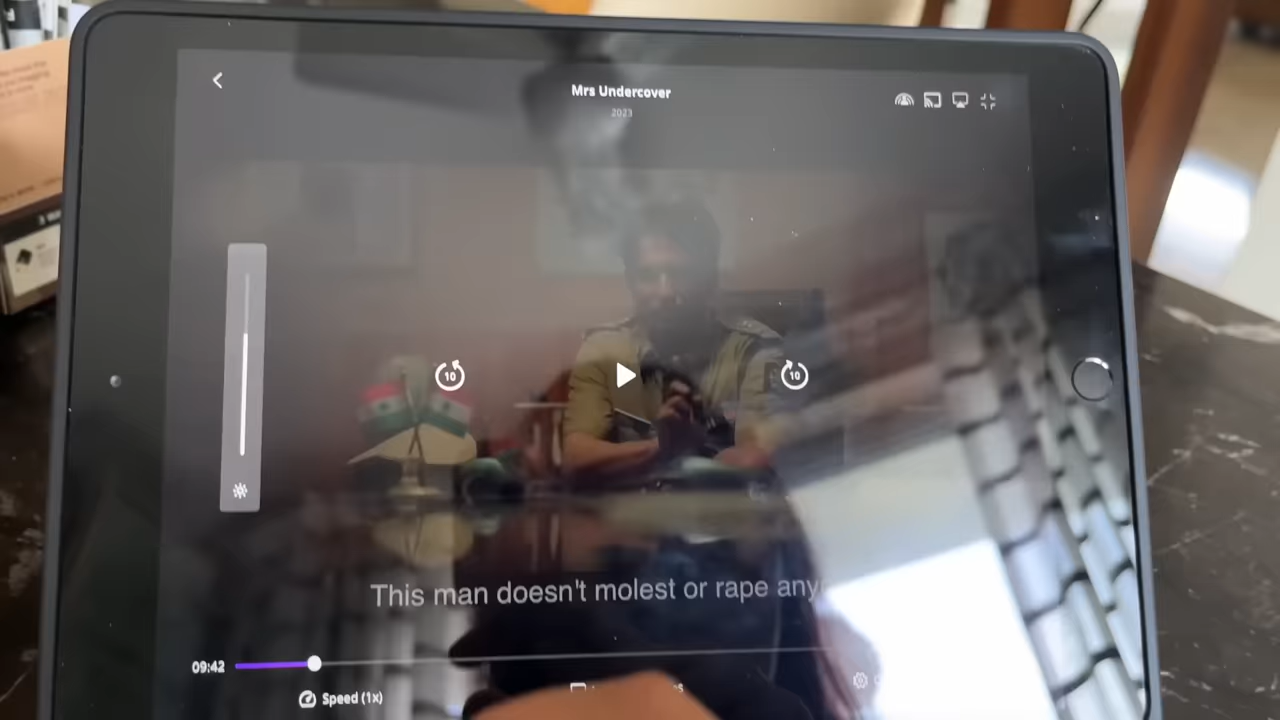 Mrs Undercover
2023
10
10
This man doesn't molest or rape
09:42
Speed (1x)